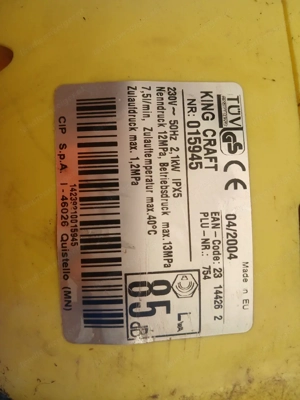 TÜV GS CE
KING CRAFT
NR: 015945
230V~ 50Hz 2,1kW IPX5
Nenndruck 12MPa, Betriebsdruck max. 13MPa
7,5l/min, Zulauftemperatur max. 40°C
Zulaufdruck max. 1,2MPa
04/2004
EAN-Code: 23 14426 2
PLU-NR.: 754
Made in EU
85 dB
LWA
CIP S.p.A. I - 46026 Quistello (MN)